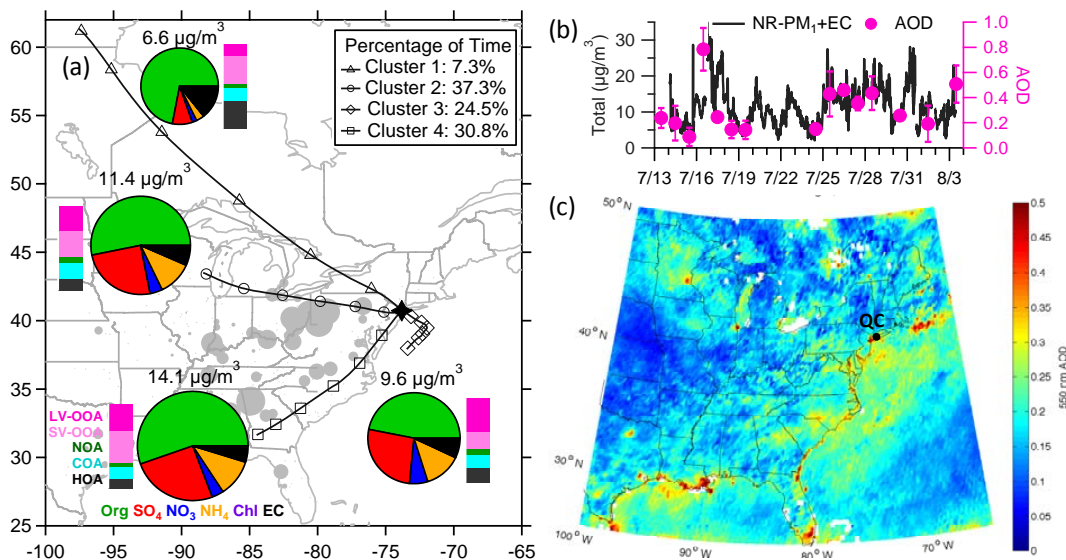 (a)
6.6 μg/m³
Percentage of Time
Cluster 1: 7.3%
Cluster 2: 37.3%
Cluster 3: 24.5%
Cluster 4: 30.8%
11.4 μg/m³
14.1 μg/m³
9.6 μg/m³
LV-OOA
SV-OOA
NOA
COA
HOA
Org SO₄ NO₃ NH₄ Chl EC
60
55
50
45
40
35
30
25
-100 -95 -90 -85 -80 -75 -70 -65
(b)
NR-PM₁+EC AOD
Total (μg/m³)
30
20
10
0
1.0
0.8
0.6
0.4
0.2
0.0
AOD
7/13 7/16 7/19 7/22 7/25 7/28 7/31 8/3
(c)
50°N
40°N
30°N
100°W
90°W
80°W
70°W
QC
0.5
0.45
0.4
0.35
0.3
0.25
0.2
0.15
0.1
0.05
0
550 nm AOD